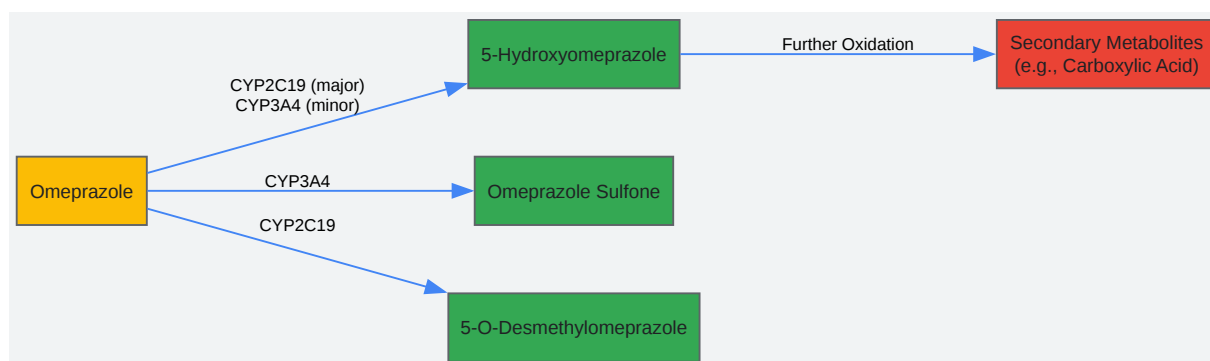 5-Hydroxyomeprazole
Further Oxidation
Secondary Metabolites
(e.g., Carboxylic Acid)
CYP2C19 (major)
CYP3A4 (minor)
Omeprazole
CYP3A4
Omeprazole Sulfone
CYP2C19
5-O-Desmethylomeprazole